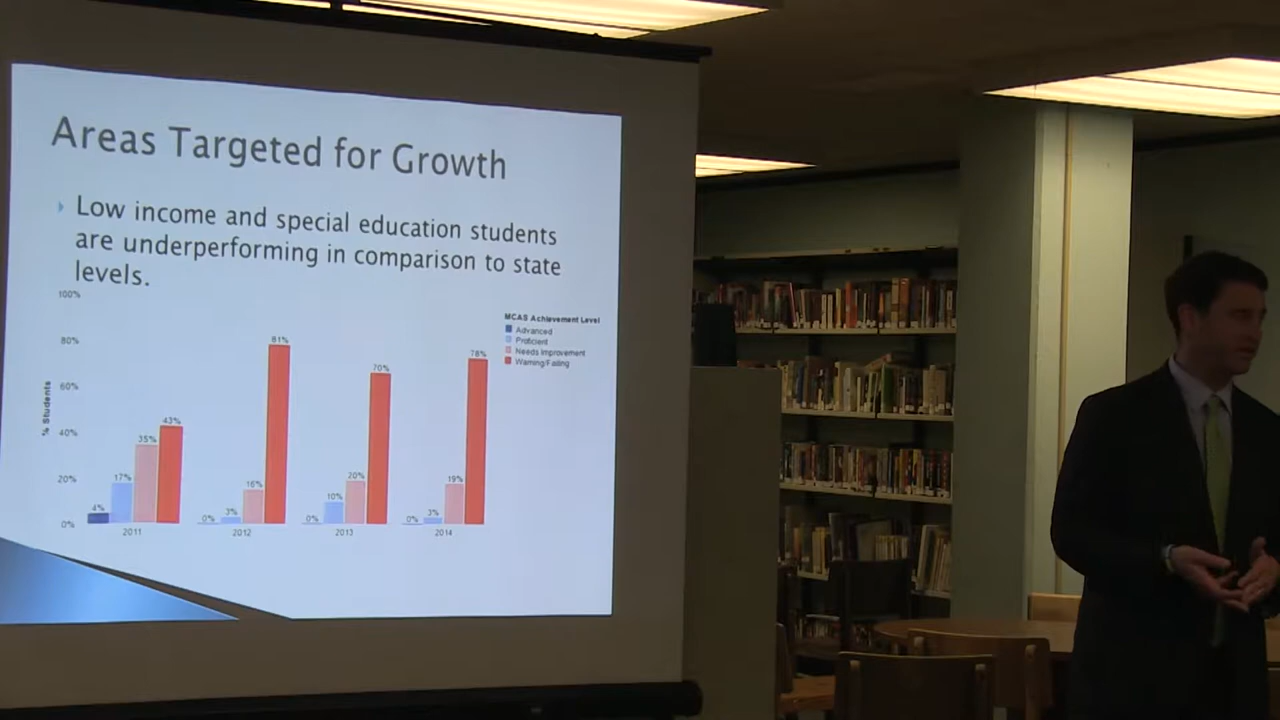 Areas Targeted for Growth
Low income and special education students
are underperforming in comparison to state
levels.
100%
80%
60%
40%
20%
0%
% Students
MCAS Achievement Level
Advanced
Proficient
Needs Improvement
Warning/Failing
4% 17% 35% 43%
0% 3% 16% 81%
0% 10% 20% 70%
0% 3% 19% 78%
2011 2012 2013 2014